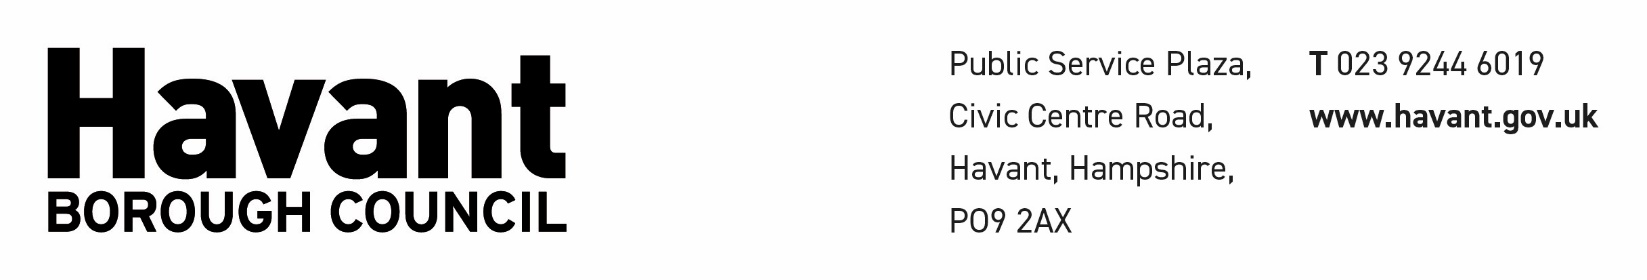 Havant
BOROUGH COUNCIL
Public Service Plaza,
Civic Centre Road,
Havant, Hampshire,
PO9 2AX
T 023 9244 6019
www.havant.gov.uk